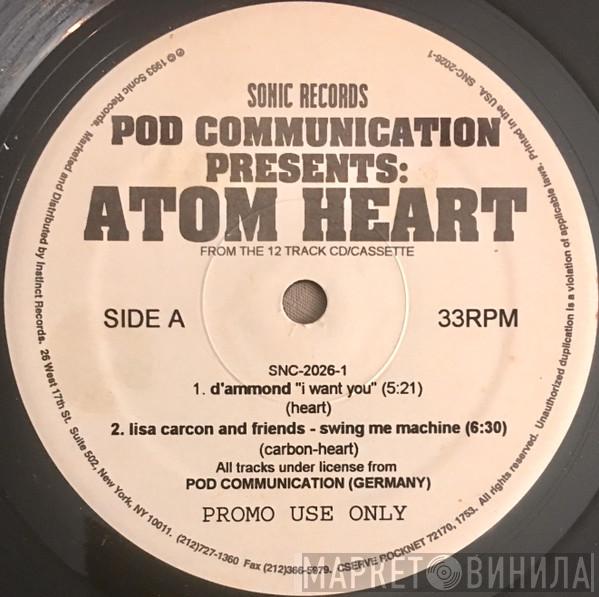 SONIC RECORDS
POD COMMUNICATION
PRESENTS:
ATOM HEART
FROM THE 12 TRACK CD/CASSETTE
SIDE A
33RPM
SNC-2026-1
1. d'ammond "i want you" (5:21)
(heart)
2. lisa carcon and friends - swing me machine (6:30)
(carbon-heart)
All tracks under license from
POD COMMUNICATION (GERMANY)
PROMO USE ONLY
℗ © 1993 Sonic Records. Marketed and Distributed by Instinct Records. 26 West 17th St. Suite 502, New York, NY 10011, (212)727-1360 Fax (212)366-5979. CSERVE ROCKNET 72170, 1753. All rights reserved. Unauthorized duplication is a violation of applicable laws. Printed in the USA. SNC-2026-1
МАРКЕТ ВИНИЛА